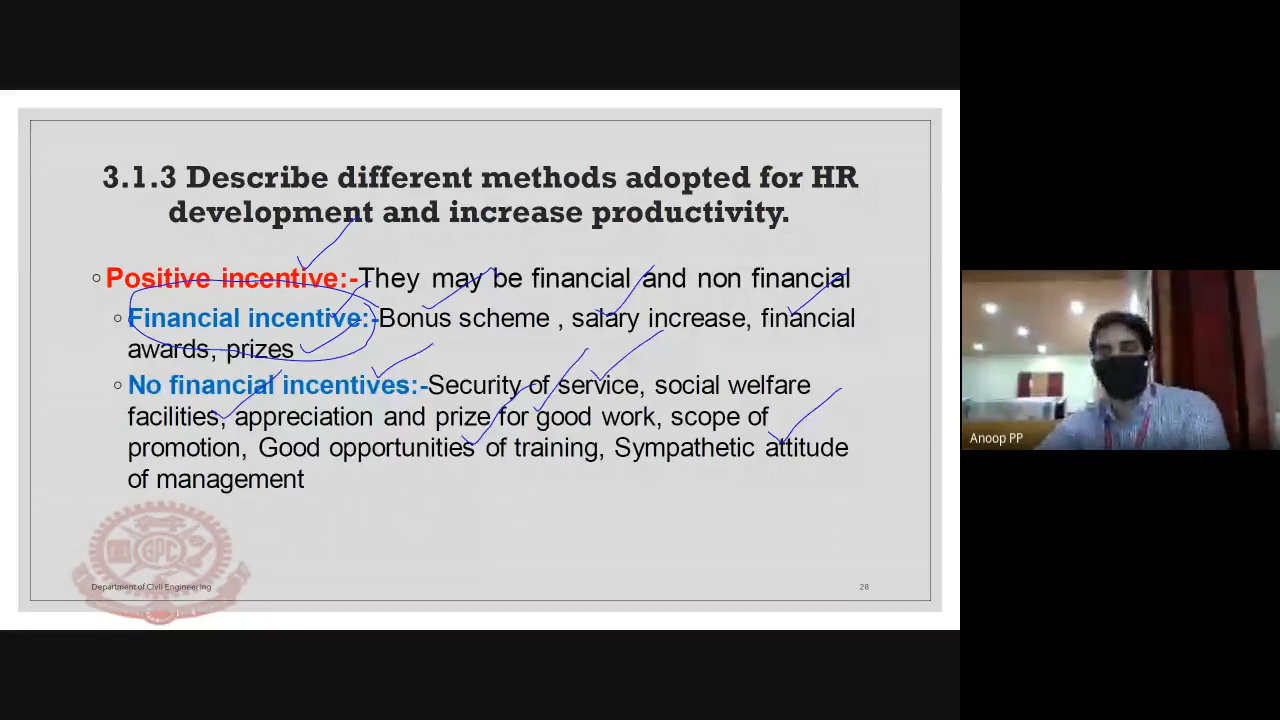 3.1.3 Describe different methods adopted for HR
development and increase productivity.
◦ Positive incentive:-They may be financial and non financial
◦ Financial incentive:-Bonus scheme , salary increase, financial
awards, prizes
◦ No financial incentives:-Security of service, social welfare
facilities, appreciation and prize for good work, scope of
promotion, Good opportunities of training, Sympathetic attitude
of management
Department of Civil Engineering
28
Anoop PP